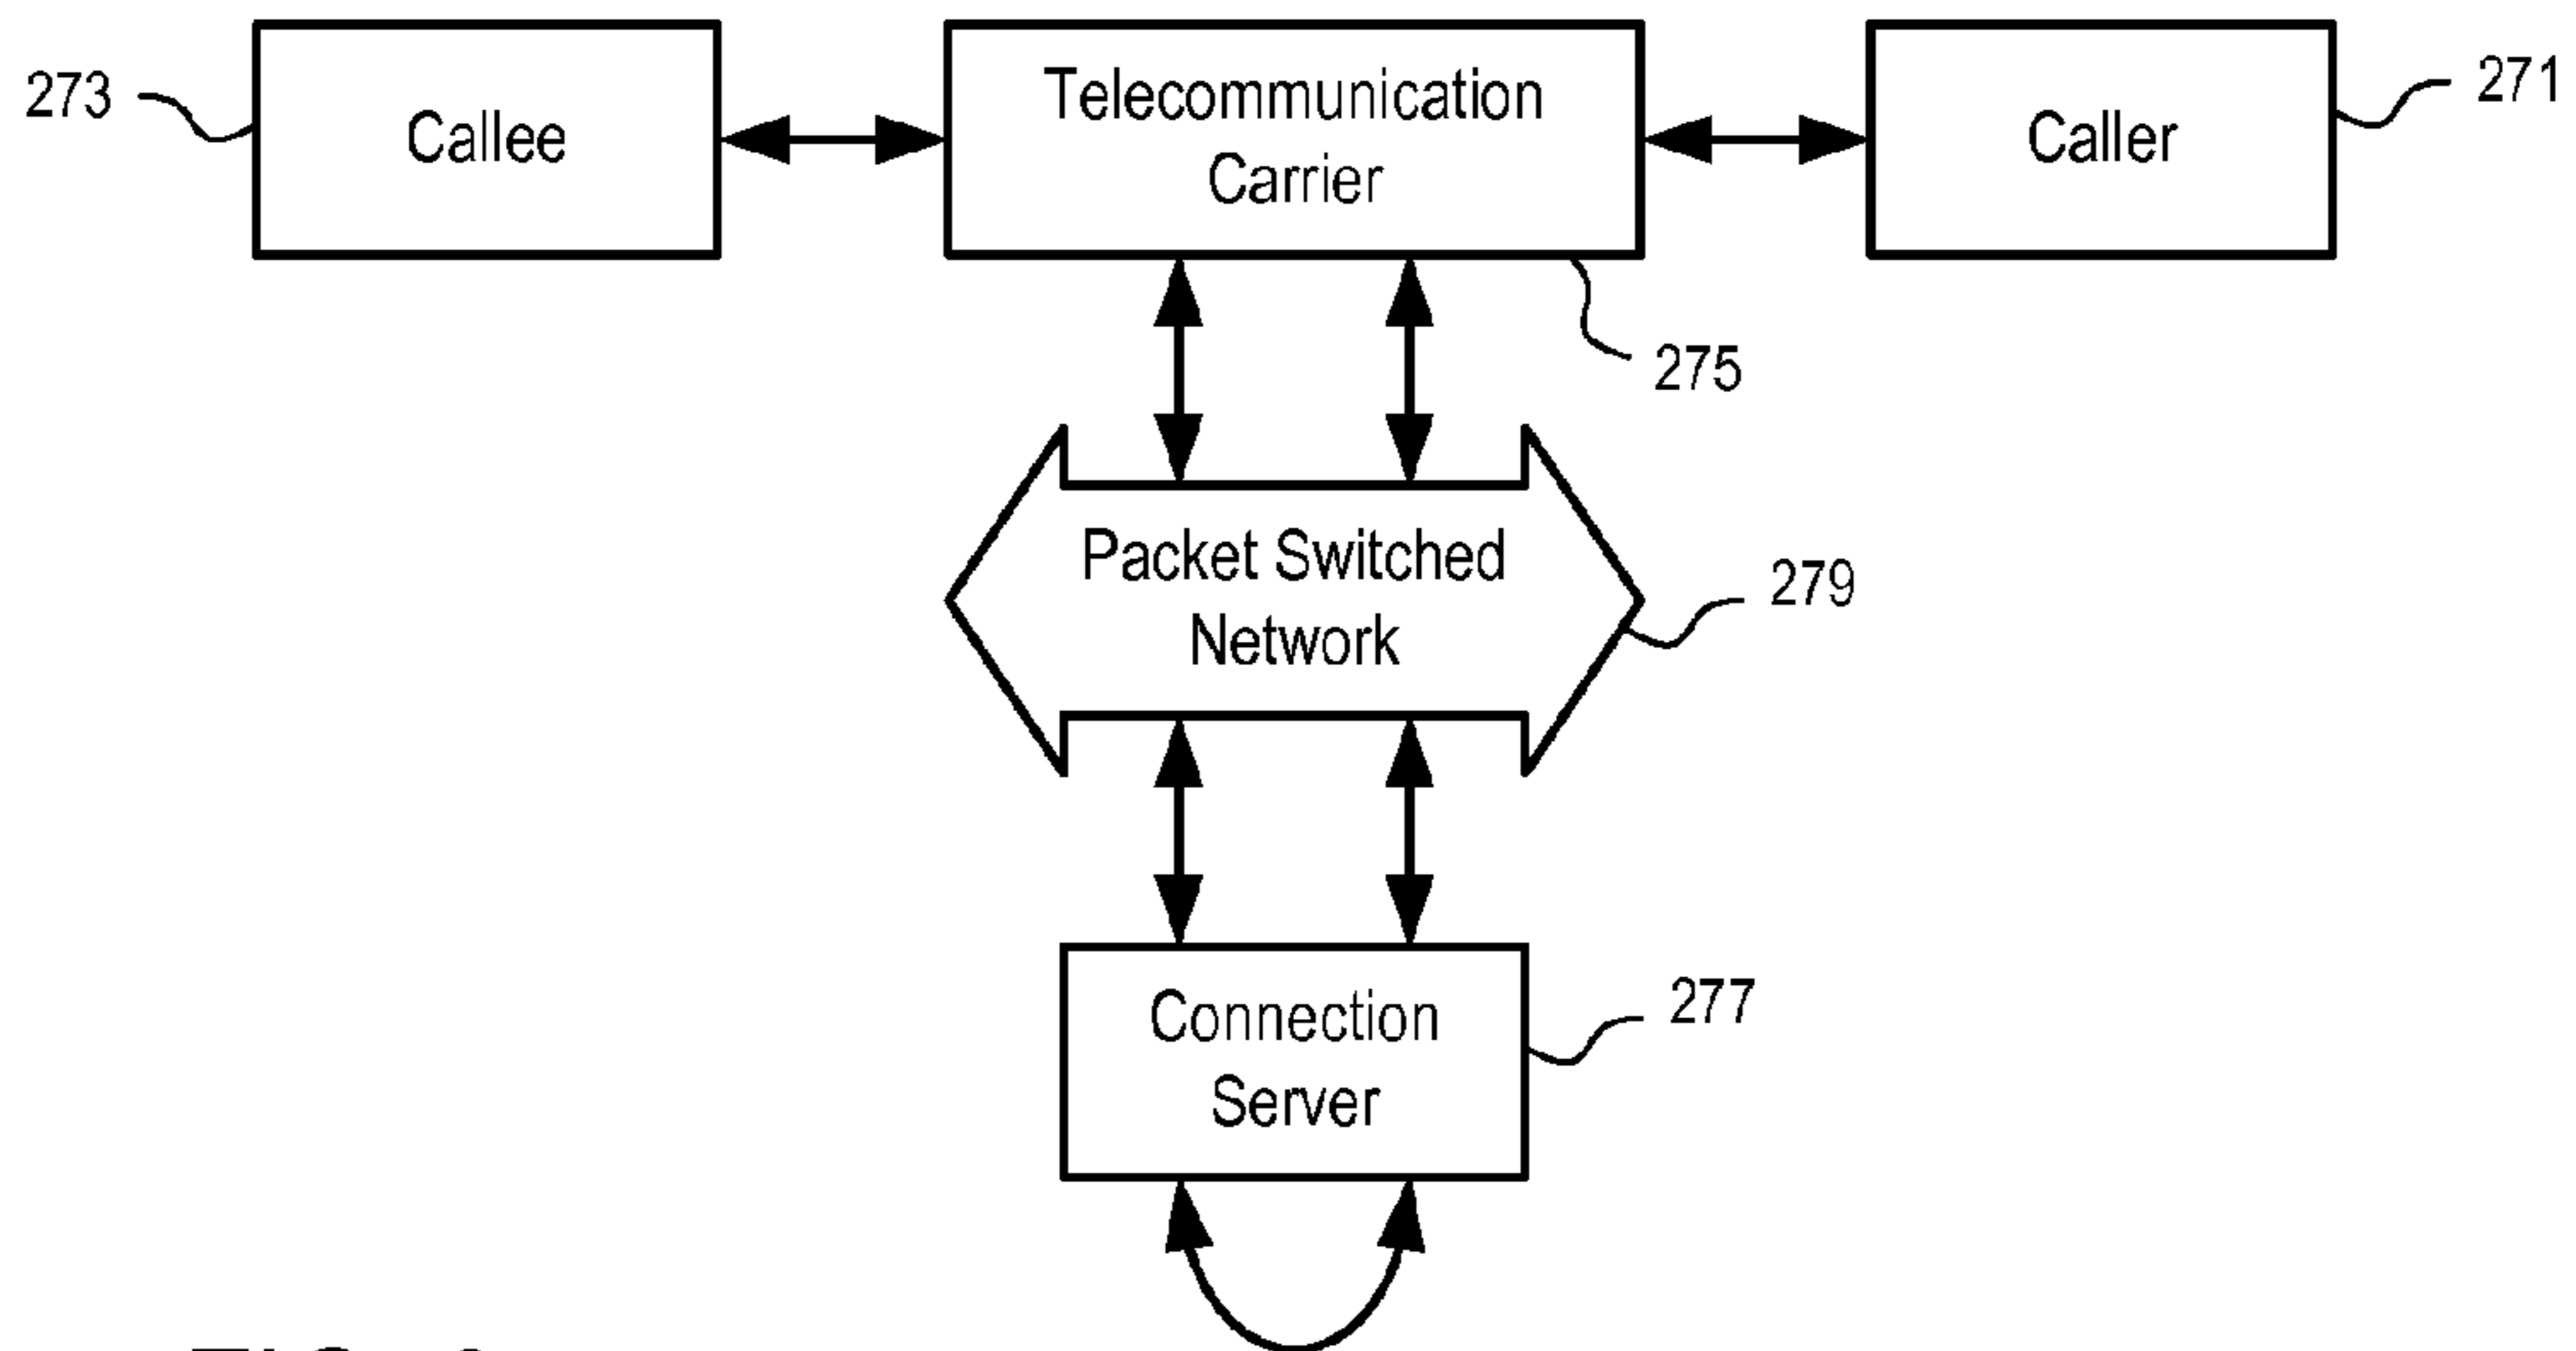 273
Callee
Telecommunication
Carrier
Caller
271
275
Packet Switched
Network
279
Connection
Server
277